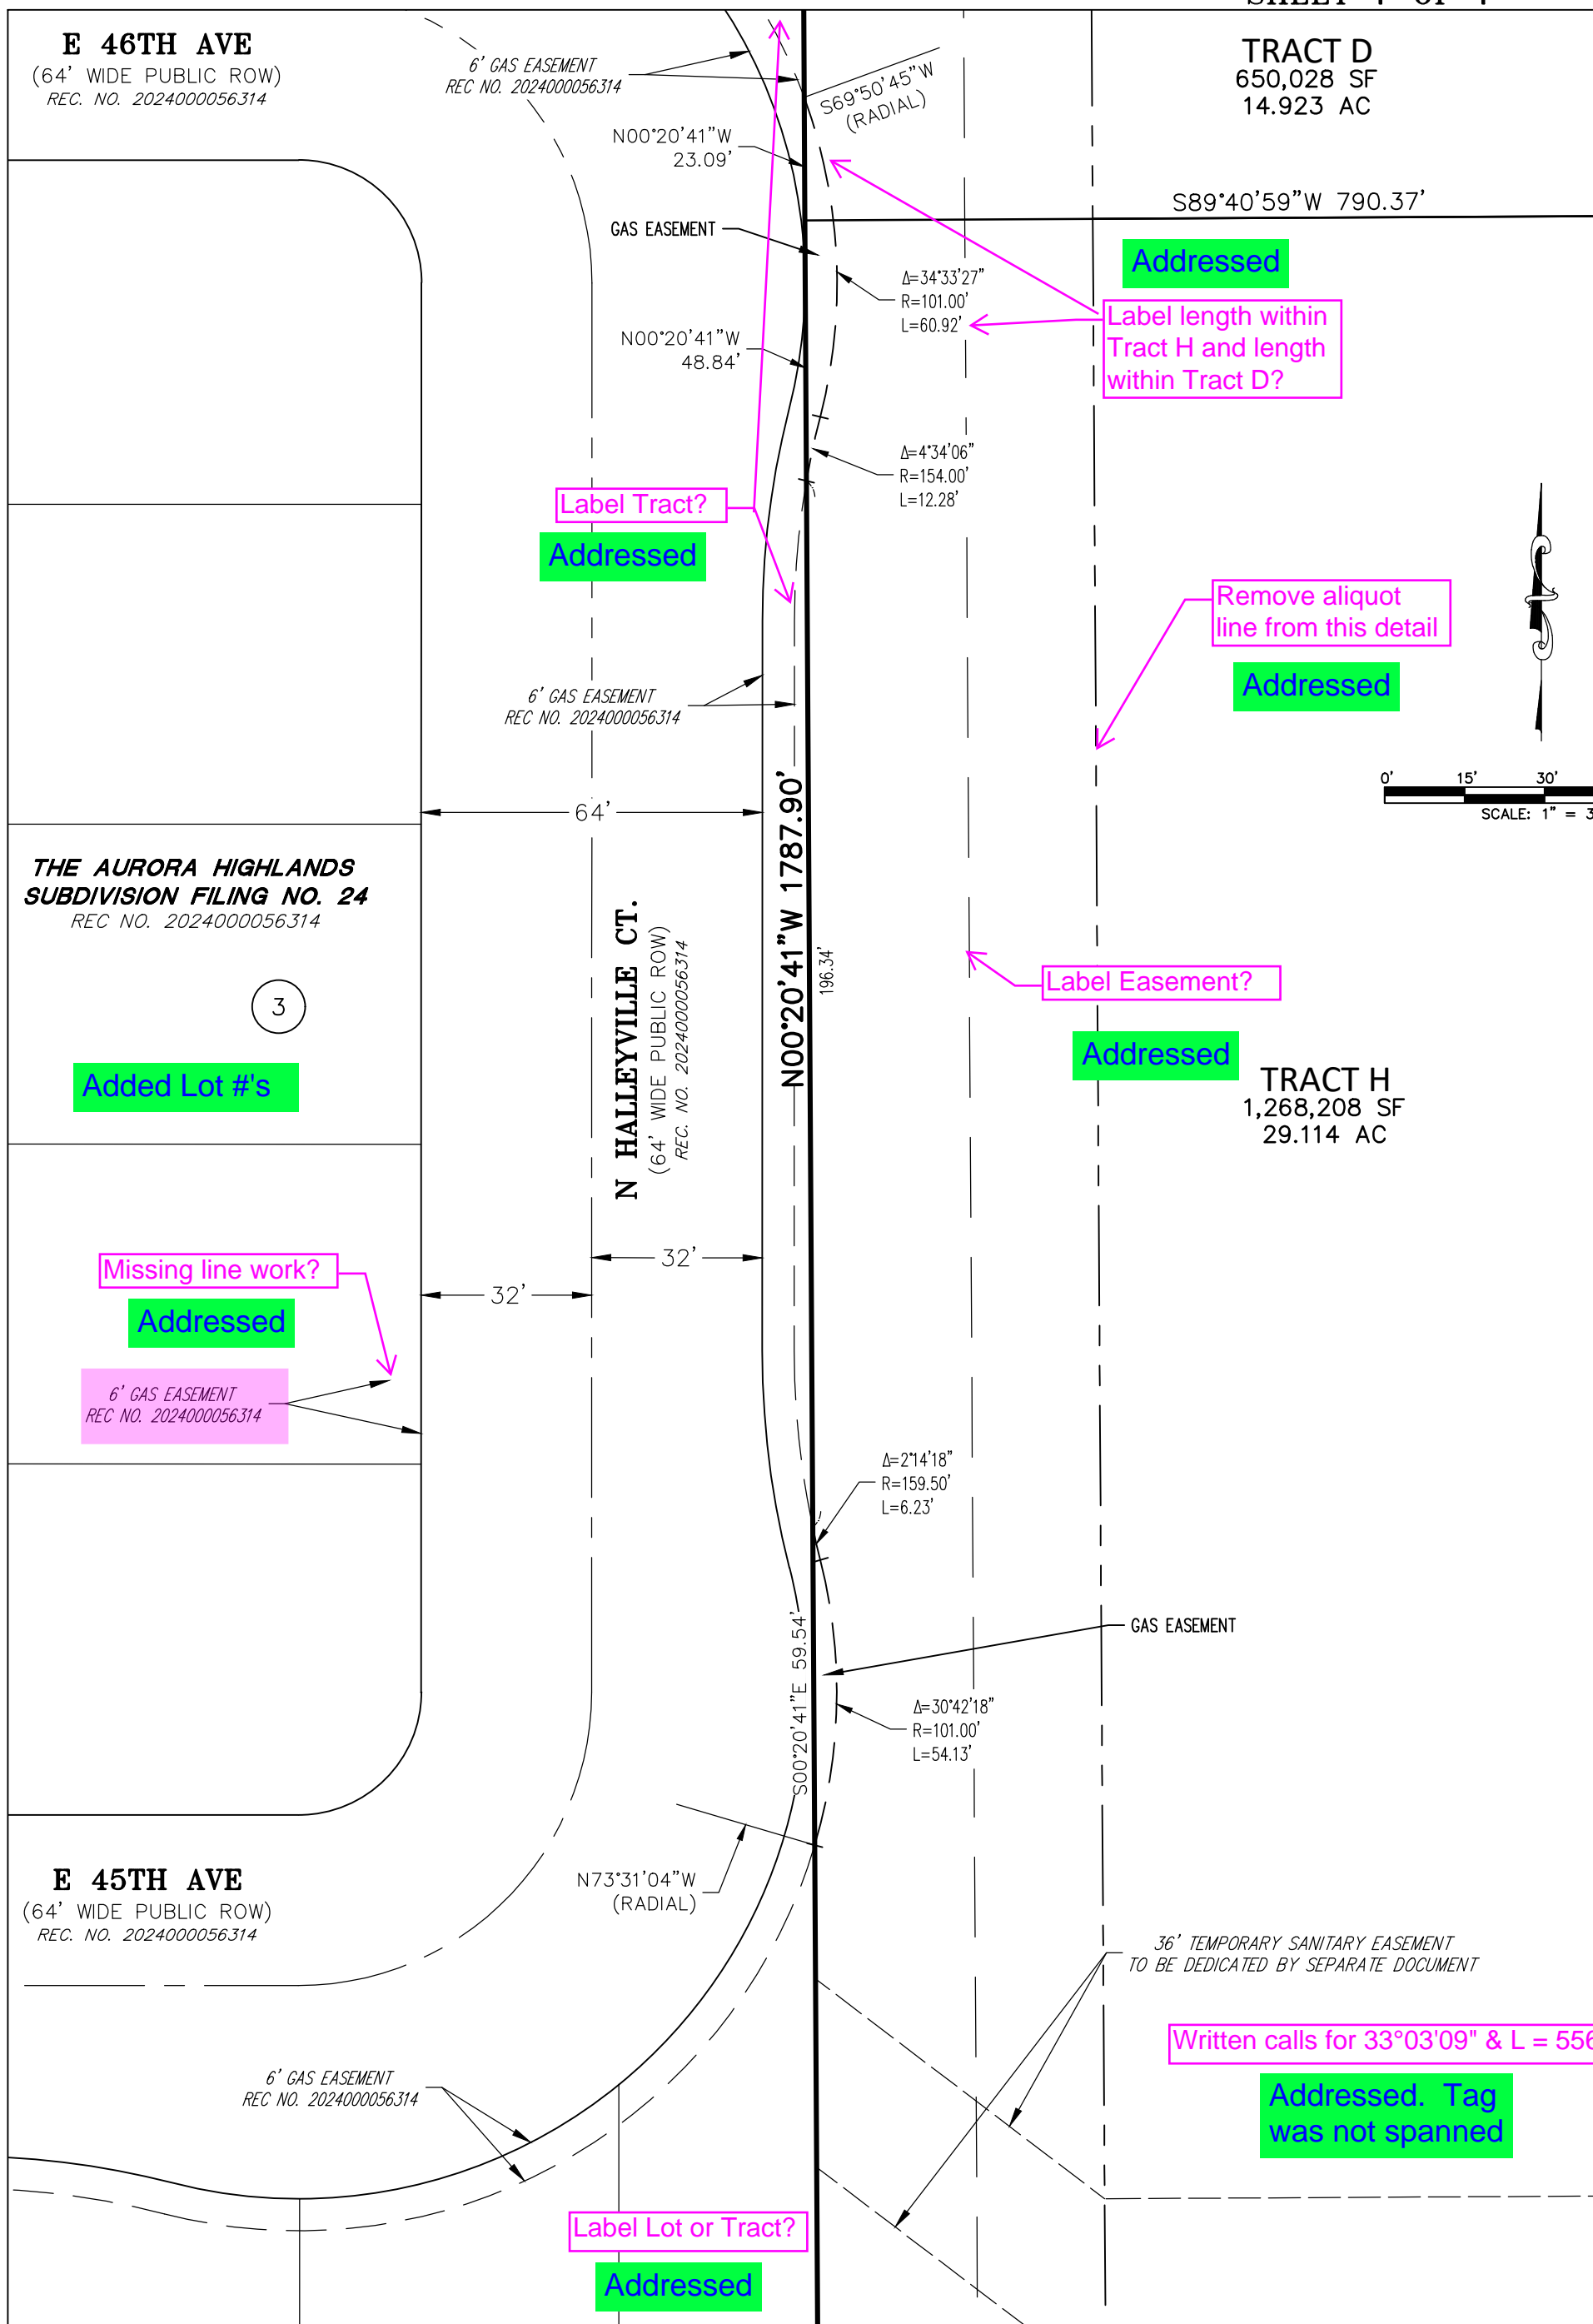 E 46TH AVE
(64' WIDE PUBLIC ROW)
REC. NO. 2024000056314
6' GAS EASEMENT
REC NO. 2024000056314
S69°50'45"W
(RADIAL)
TRACT D
650,028 SF
14.923 AC
N00°20'41"W
23.09'
S89°40'59"W 790.37'
GAS EASEMENT
Addressed
Δ=34°33'27"
R=101.00'
L=60.92'
Label length within
Tract H and length
within Tract D?
N00°20'41"W
48.84'
Δ=4°34'06"
R=154.00'
L=12.28'
Label Tract?
Addressed
Remove aliquot
line from this detail
Addressed
6' GAS EASEMENT
REC NO. 2024000056314
0' 15' 30'
SCALE: 1" = 3
64'
N00°20'41"W 1787.90'
196.34'
THE AURORA HIGHLANDS
SUBDIVISION FILING NO. 24
REC NO. 2024000056314
3
Added Lot #'s
N HALLEYVILLE CT.
(64' WIDE PUBLIC ROW)
REC. NO. 2024000056314
Label Easement?
Addressed
TRACT H
1,268,208 SF
29.114 AC
Missing line work?
Addressed
32'
32'
6' GAS EASEMENT
REC NO. 2024000056314
Δ=2°14'18"
R=159.50'
L=6.23'
S00°20'41"E 59.54'
GAS EASEMENT
Δ=30°42'18"
R=101.00'
L=54.13'
N73°31'04"W
(RADIAL)
E 45TH AVE
(64' WIDE PUBLIC ROW)
REC. NO. 2024000056314
36' TEMPORARY SANITARY EASEMENT
TO BE DEDICATED BY SEPARATE DOCUMENT
Written calls for 33°03'09" & L = 556
Addressed. Tag
was not spanned
6' GAS EASEMENT
REC NO. 2024000056314
Label Lot or Tract?
Addressed